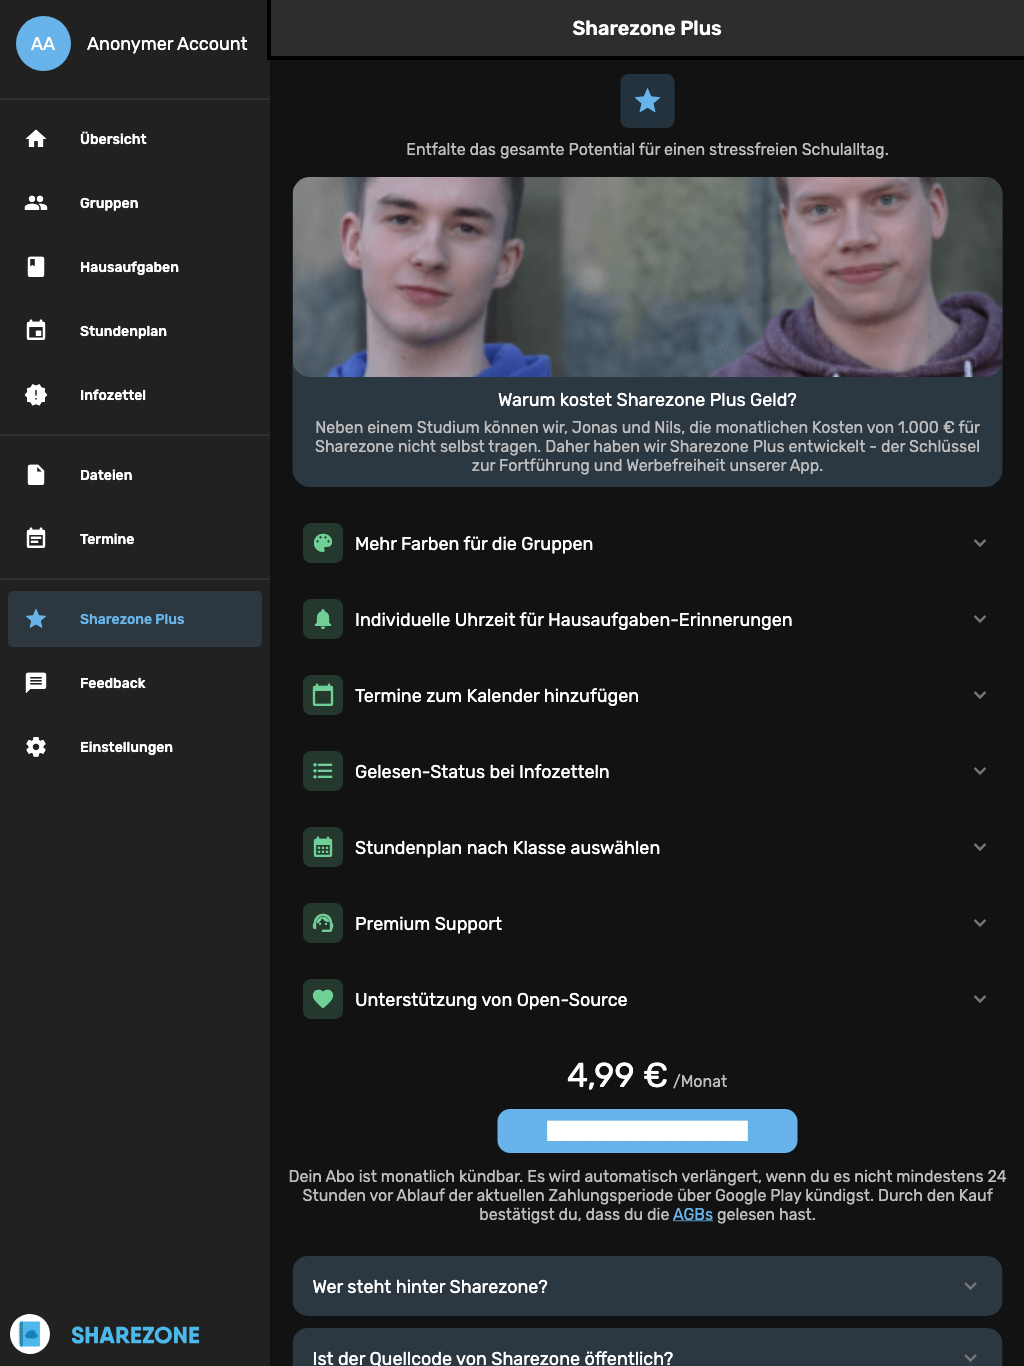 AA
Anonymer Account
Übersicht
Gruppen
Hausaufgaben
Stundenplan
Infozettel
Dateien
Termine
Sharezone Plus
Feedback
Einstellungen
SHAREZONE
Sharezone Plus
Entfalte das gesamte Potential für einen stressfreien Schulalltag.
Warum kostet Sharezone Plus Geld?
Neben einem Studium können wir, Jonas und Nils, die monatlichen Kosten von 1.000 € für
Sharezone nicht selbst tragen. Daher haben wir Sharezone Plus entwickelt - der Schlüssel
zur Fortführung und Werbefreiheit unserer App.
Mehr Farben für die Gruppen
Individuelle Uhrzeit für Hausaufgaben-Erinnerungen
Termine zum Kalender hinzufügen
Gelesen-Status bei Infozetteln
Stundenplan nach Klasse auswählen
Premium Support
Unterstützung von Open-Source
4,99 € /Monat
Dein Abo ist monatlich kündbar. Es wird automatisch verlängert, wenn du es nicht mindestens 24
Stunden vor Ablauf der aktuellen Zahlungsperiode über Google Play kündigst. Durch den Kauf
bestätigst du, dass du die AGBs gelesen hast.
Wer steht hinter Sharezone?
Ist der Quellcode von Sharezone öffentlich?